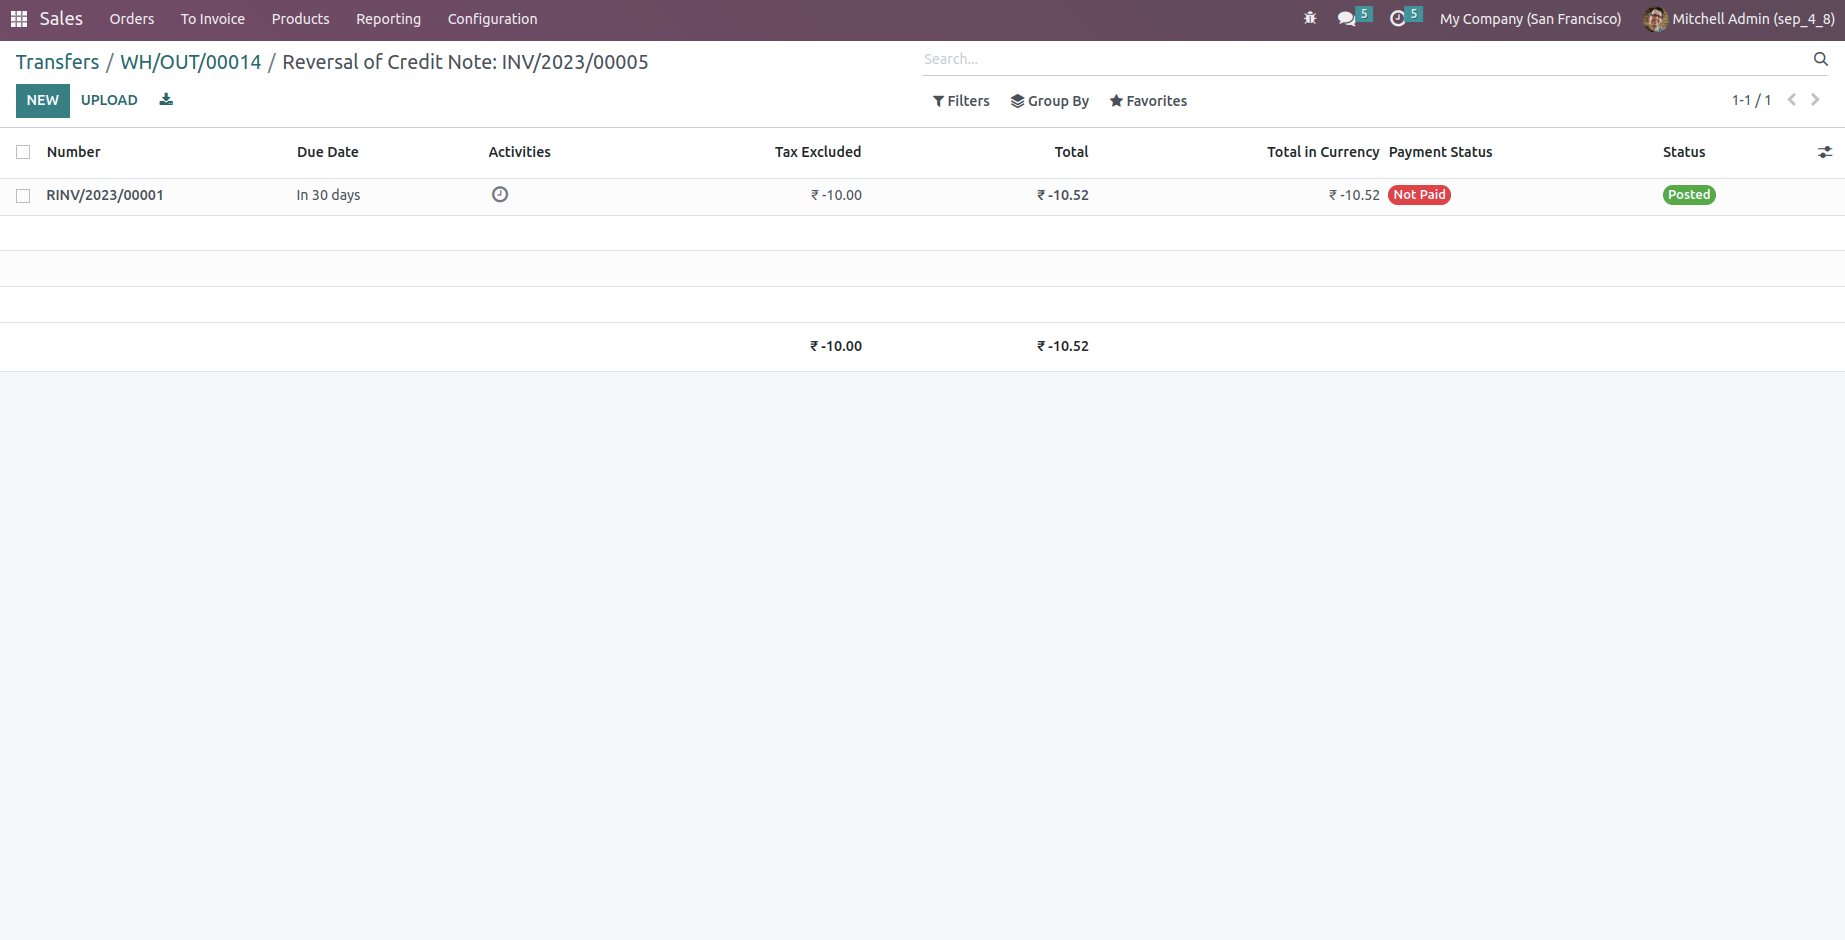 Sales Orders To Invoice Products Reporting Configuration 5 5 My Company (San Francisco) Mitchell Admin (sep_4_8)
Transfers / WH/OUT/00014 / Reversal of Credit Note: INV/2023/00005 Search...
NEW UPLOAD Filters Group By Favorites 1-1 / 1
Number Due Date Activities Tax Excluded Total Total in Currency Payment Status Status
RINV/2023/00001 In 30 days ₹ -10.00 ₹ -10.52 ₹ -10.52 Not Paid Posted
₹ -10.00 ₹ -10.52